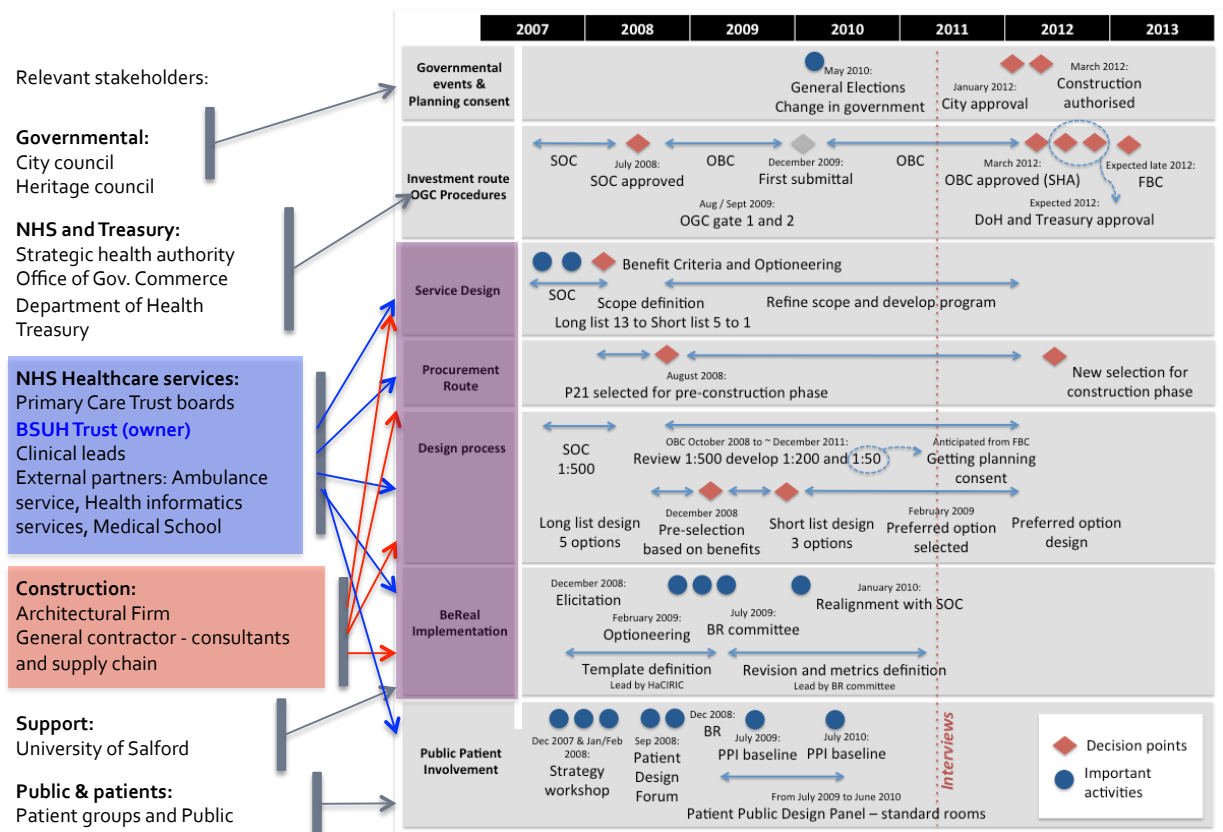 2007 2008 2009 2010 2011 2012 2013
Relevant stakeholders:
Governmental:
City council
Heritage council
NHS and Treasury:
Strategic health authority
Office of Gov. Commerce
Department of Health
Treasury
NHS Healthcare services:
Primary Care Trust boards
BSUH Trust (owner)
Clinical leads
External partners: Ambulance
service, Health informatics
services, Medical School
Construction:
Architectural Firm
General contractor - consultants
and supply chain
Support:
University of Salford
Public & patients:
Patient groups and Public
Governmental
events &
Planning consent
May 2010:
General Elections
Change in government
January 2012:
City approval
March 2012:
Construction
authorised
Investment route
OGC Procedures
SOC
July 2008:
SOC approved
OBC
December 2009:
First submittal
OBC
March 2012:
OBC approved (SHA)
Expected late 2012:
FBC
Aug / Sept 2009:
OGC gate 1 and 2
Expected 2012:
DoH and Treasury approval
Service Design
Benefit Criteria and Optioneering
SOC
Scope definition
Long list 13 to Short list 5 to 1
Refine scope and develop program
Procurement
Route
August 2008:
P21 selected for pre-construction phase
New selection for
construction phase
Design process
SOC
1:500
OBC October 2008 to ~ December 2011:
Review 1:500 develop 1:200 and 1:50
Anticipated from FBC
Getting planning
consent
Long list design
5 options
December 2008
Pre-selection
based on benefits
Short list design
3 options
February 2009
Preferred option
selected
Preferred option
design
BeReal
Implementation
December 2008:
Elicitation
February 2009:
Optioneering
July 2009:
BR committee
January 2010:
Realignment with SOC
Template definition
Lead by HaCIRIC
Revision and metrics definition
Lead by BR committee
Public Patient
Involvement
Dec 2007 & Jan/Feb
2008:
Strategy
workshop
Sep 2008:
Patient
Design
Forum
Dec 2008:
BR
July 2009:
PPI baseline
July 2010:
PPI baseline
From July 2009 to June 2010
Patient Public Design Panel – standard rooms
Interviews
Decision points
Important
activities